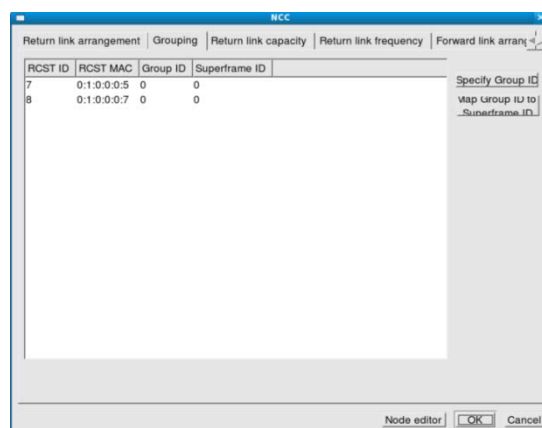 NCC
Return link arrangement Grouping Return link capacity Return link frequency Forward link arrang
RCST ID RCST MAC Group ID Superframe ID
7 0:1:0:0:0:5 0 0
8 0:1:0:0:0:7 0 0
Specify Group ID
Map Group ID to
Superframe ID
Node editor OK Cancel